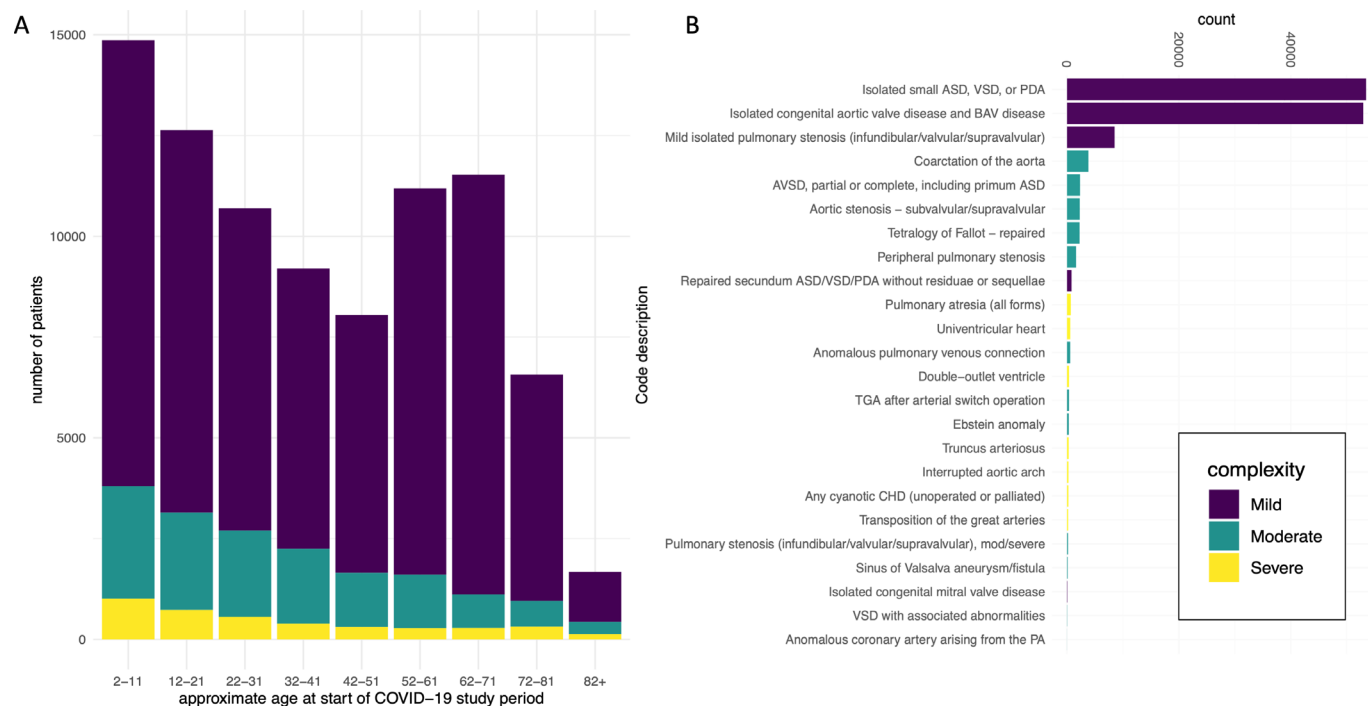 A
15000
10000
5000
0
number of patients
2–11
12–21
22–31
32–41
42–51
52–61
62–71
72–81
82+
approximate age at start of COVID–19 study period
B
count
0
20000
40000
Code description
Isolated small ASD, VSD, or PDA
Isolated congenital aortic valve disease and BAV disease
Mild isolated pulmonary stenosis (infundibular/valvular/supravalvular)
Coarctation of the aorta
AVSD, partial or complete, including primum ASD
Aortic stenosis – subvalvular/supravalvular
Tetralogy of Fallot – repaired
Peripheral pulmonary stenosis
Repaired secundum ASD/VSD/PDA without residuae or sequellae
Pulmonary atresia (all forms)
Univentricular heart
Anomalous pulmonary venous connection
Double–outlet ventricle
TGA after arterial switch operation
Ebstein anomaly
Truncus arteriosus
Interrupted aortic arch
Any cyanotic CHD (unoperated or palliated)
Transposition of the great arteries
Pulmonary stenosis (infundibular/valvular/supravalvular), mod/severe
Sinus of Valsalva aneurysm/fistula
Isolated congenital mitral valve disease
VSD with associated abnormalities
Anomalous coronary artery arising from the PA
complexity
Mild
Moderate
Severe